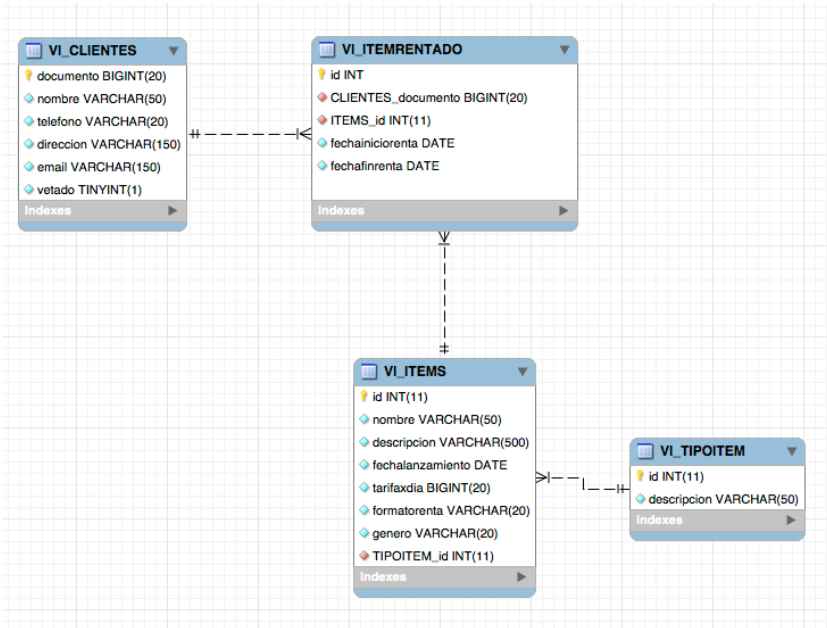 VI_CLIENTES
documento BIGINT(20)
nombre VARCHAR(50)
telefono VARCHAR(20)
direccion VARCHAR(150)
email VARCHAR(150)
vetado TINYINT(1)
Indexes
VI_ITEMRENTADO
id INT
CLIENTES_documento BIGINT(20)
ITEMS_id INT(11)
fechainiciorenta DATE
fechafinrenta DATE
Indexes
VI_ITEMS
id INT(11)
nombre VARCHAR(50)
descripcion VARCHAR(500)
fechalanzamiento DATE
tarifaxdia BIGINT(20)
formatorenta VARCHAR(20)
genero VARCHAR(20)
TIPOITEM_id INT(11)
Indexes
VI_TIPOITEM
id INT(11)
descripcion VARCHAR(50)
Indexes